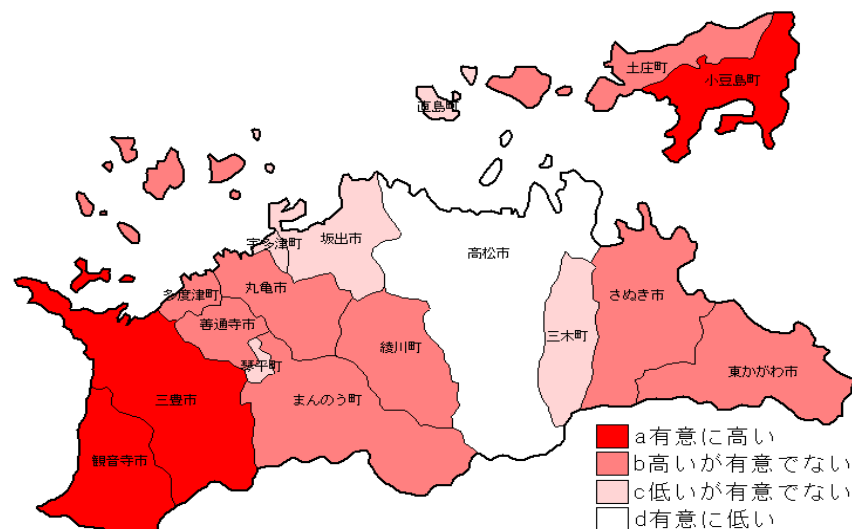 土庄町
小豆島町
直島町
宇多津町
坂出市
高松市
多度津町
丸亀市
さぬき市
善通寺市
三木町
綾川町
琴平町
東かがわ市
三豊市
まんのう町
観音寺市
a有意に高い
b高いが有意でない
c低いが有意でない
d有意に低い